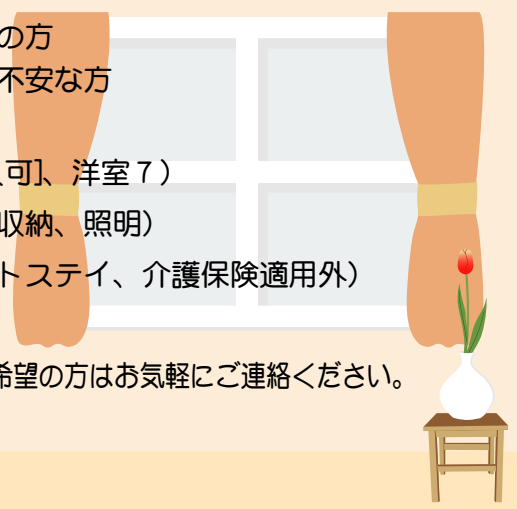 の方
不安な方
可]、洋室７）
収納、照明）
トステイ、介護保険適用外）
希望の方はお気軽にご連絡ください。